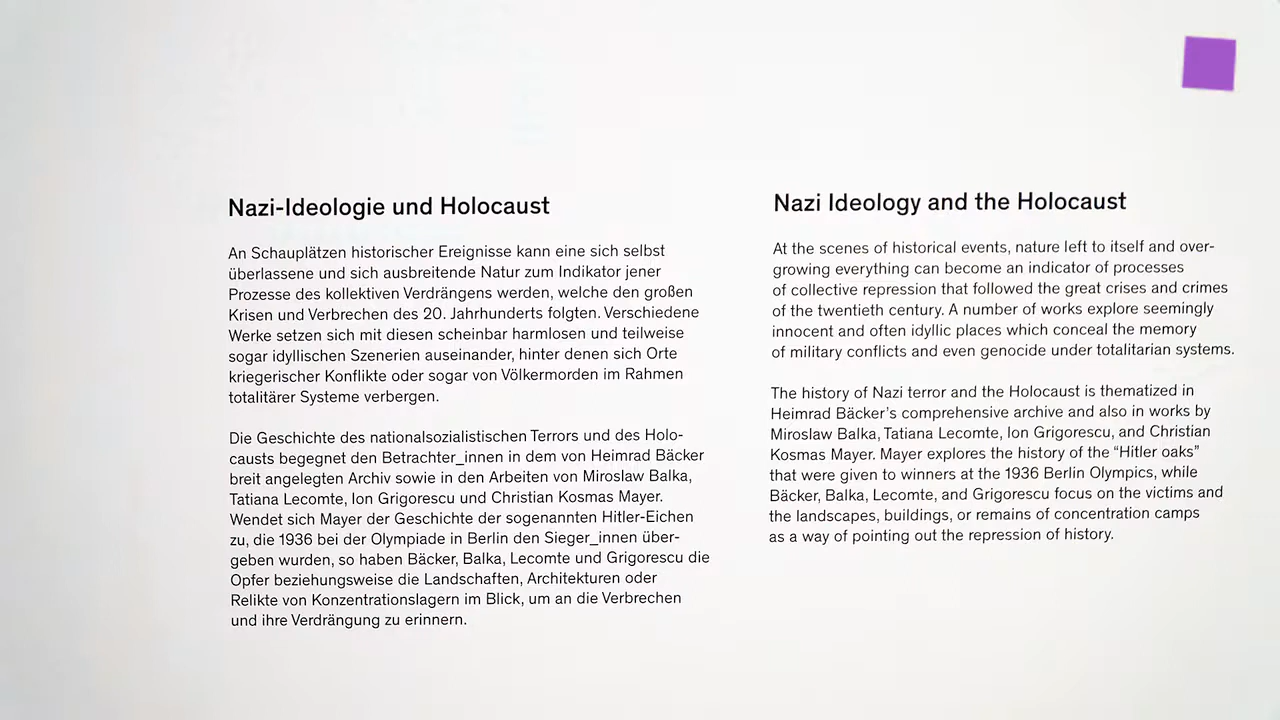 Nazi-Ideologie und Holocaust
An Schauplätzen historischer Ereignisse kann eine sich selbst
überlassene und sich ausbreitende Natur zum Indikator jener
Prozesse des kollektiven Verdrängens werden, welche den großen
Krisen und Verbrechen des 20. Jahrhunderts folgten. Verschiedene
Werke setzen sich mit diesen scheinbar harmlosen und teilweise
sogar idyllischen Szenerien auseinander, hinter denen sich Orte
kriegerischer Konflikte oder sogar von Völkermorden im Rahmen
totalitärer Systeme verbergen.
Die Geschichte des nationalsozialistischen Terrors und des Holo-
causts begegnet den Betrachter_innen in dem von Heimrad Bäcker
breit angelegten Archiv sowie in den Arbeiten von Miroslaw Balka,
Tatiana Lecomte, Ion Grigorescu und Christian Kosmas Mayer.
Wendet sich Mayer der Geschichte der sogenannten Hitler-Eichen
zu, die 1936 bei der Olympiade in Berlin den Sieger_innen über-
geben wurden, so haben Bäcker, Balka, Lecomte und Grigorescu die
Opfer beziehungsweise die Landschaften, Architekturen oder
Relikte von Konzentrationslagern im Blick, um an die Verbrechen
und ihre Verdrängung zu erinnern.
Nazi Ideology and the Holocaust
At the scenes of historical events, nature left to itself and over-
growing everything can become an indicator of processes
of collective repression that followed the great crises and crimes
of the twentieth century. A number of works explore seemingly
innocent and often idyllic places which conceal the memory
of military conflicts and even genocide under totalitarian systems.
The history of Nazi terror and the Holocaust is thematized in
Heimrad Bäcker's comprehensive archive and also in works by
Miroslaw Balka, Tatiana Lecomte, Ion Grigorescu, and Christian
Kosmas Mayer. Mayer explores the history of the “Hitler oaks”
that were given to winners at the 1936 Berlin Olympics, while
Bäcker, Balka, Lecomte, and Grigorescu focus on the victims and
the landscapes, buildings, or remains of concentration camps
as a way of pointing out the repression of history.